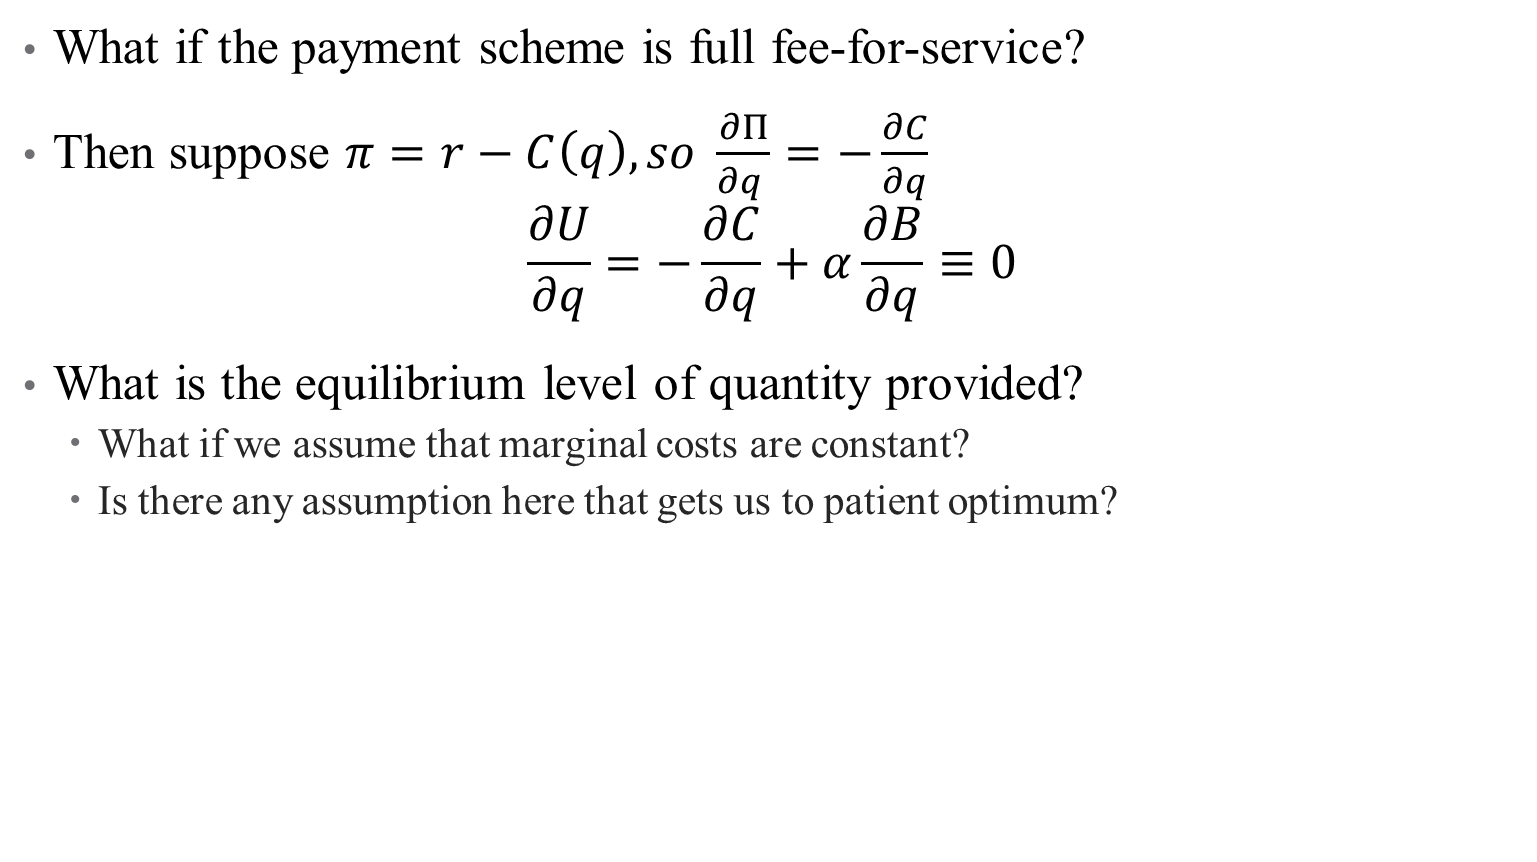 • What if the payment scheme is full fee-for-service?
• Then suppose 𝜋 = 𝑟 − 𝐶(𝑞), 𝑠𝑜 ∂Π/∂𝑞 = −∂𝐶/∂𝑞
∂𝑈/∂𝑞 = −∂𝐶/∂𝑞 + 𝛼 ∂𝐵/∂𝑞 ≡ 0
• What is the equilibrium level of quantity provided?
• What if we assume that marginal costs are constant?
• Is there any assumption here that gets us to patient optimum?